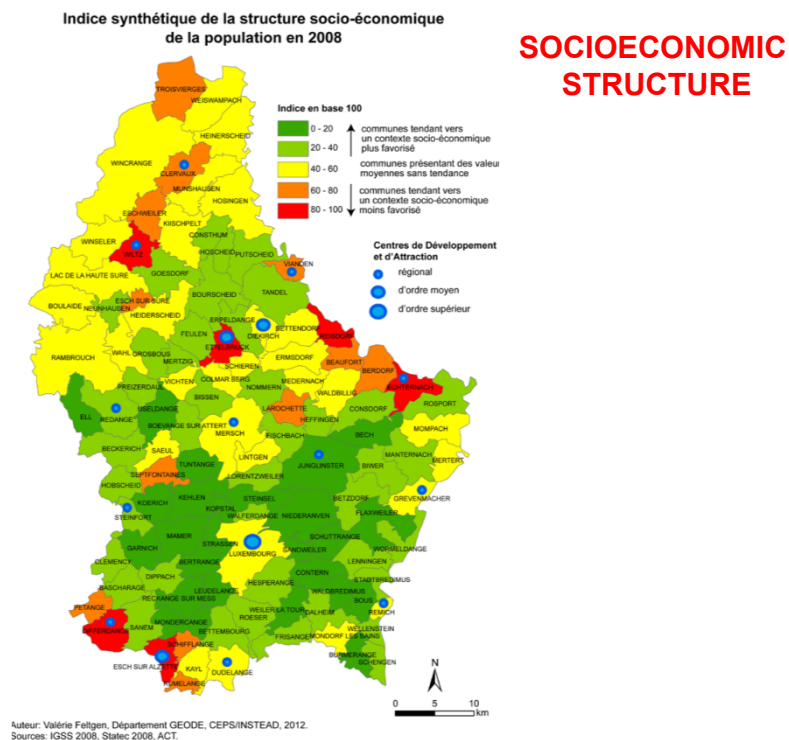 Indice synthétique de la structure socio-économique
de la population en 2008
SOCIOECONOMIC
STRUCTURE
Indice en base 100
0 - 20
20 - 40
40 - 60
60 - 80
80 - 100
communes tendant vers
un contexte socio-économique
plus favorisé
communes présentant des valeu
moyennes sans tendance
communes tendant vers
un contexte socio-économique
moins favorisé
Centres de Développement
et d'Attraction
régional
d'ordre moyen
d'ordre supérieur
TROISVIERGES
WEISWAMPACH
HEINERSCHEID
WINCRANGE
CLERVAUX
MUNSHAUSEN
HOSINGEN
ESCHWEILER
KIISCHPELT
CONSTHUM
WINSELER
WILTZ
HOSCHEID
PUTSCHEID
VIANDEN
LAC DE LA HAUTE SURE
GOESDORF
TANDEL
BOULAIDE
ESCH SUR SURE
NEUNHAUSEN
BOURSCHEID
HEIDERSCHEID
ERPELDANGE
DIEKIRCH
BETTENDORF
REISDORF
FEULEN
ETTELBRUCK
RAMBROUCH
WAHL
GROSBOUS
MERTZIG
SCHIEREN
ERMSDORF
BEAUFORT
BERDORF
ECHTERNACH
VICHTEN
COLMAR BERG
NOMMERN
MEDERNACH
WALDBILLIG
PREIZERDAUL
BISSEN
ROSPORT
ELL
REDANGE
USELDANGE
LAROCHETTE
HEFFINGEN
CONSDORF
BOEVANGE SUR ATTERT
MERSCH
FISCHBACH
BECH
MOMPACH
BECKERICH
SAEUL
LINTGEN
MANTERNACH
MERTERT
SEPTFONTAINES
TUNTANGE
JUNGLINSTER
BIWER
HOBSCHEID
LORENTZWEILER
KEHLEN
STEINSEL
BETZDORF
GREVENMACHER
KOERICH
KOPSTAL
STEINFORT
WALFERDANGE
NIEDERANVEN
FLAXWEILER
MAMER
STRASSEN
SCHUTTRANGE
GARNICH
LUXEMBOURG
SANDWEILER
WORMELDANGE
CLEMENCY
BERTRANGE
LENNINGEN
DIPPACH
CONTERN
BASCHARAGE
HESPERANGE
STADTBREDIMUS
LEUDELANGE
WALDBREDIMUS
RECKANGE SUR MESS
BOUS
PETANGE
WEILER LA TOUR
DALHEIM
REMICH
ROESER
DIFFERDANGE
SANEM
MONDERCANGE
BETTEMBOURG
WELLENSTEIN
FRISANGE
MONDORF LES BAINS
SCHIFFLANGE
BURMERANGE
ESCH SUR ALZETTE
KAYL
DUDELANGE
SCHENGEN
RUMELANGE
N
0 5 10
km
Auteur: Valérie Feltgen, Département GEODE, CEPS/INSTEAD, 2012.
Sources: IGSS 2008, Statec 2008, ACT.